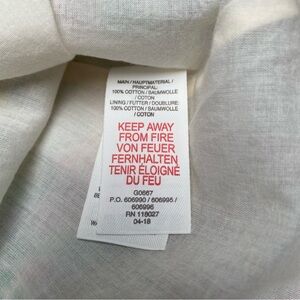 MAIN / HAUPTMATERIAL /
PRINCIPAL:
100% COTTON / BAUMWOLLE
/ COTON
LINING / FUTTER / DOUBLURE:
100% COTTON / BAUMWOLLE
/ COTON
KEEP AWAY
FROM FIRE
VON FEUER
FERNHALTEN
TENIR ÉLOIGNÉ
DU FEU
G0667
P.O. 606990 / 606995 /
606996
RN 118027
04-18